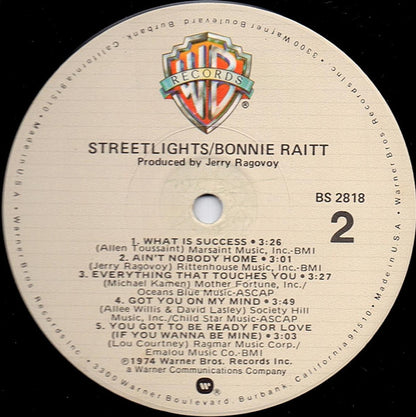 WB
RECORDS
®
STREETLIGHTS/BONNIE RAITT
Produced by Jerry Ragovoy
BS 2818
2
1. WHAT IS SUCCESS • 3:26
(Allen Toussaint) Marsaint Music, Inc.-BMI
2. AIN'T NOBODY HOME • 3:01
(Jerry Ragovoy) Rittenhouse Music, Inc.-BMI
3. EVERYTHING THAT TOUCHES YOU • 3:27
(Michael Kamen) Mother Fortune, Inc./
Oceans Blue Music-ASCAP
4. GOT YOU ON MY MIND • 3:49
(Allee Willis & David Lasley) Society Hill
Music, Inc./Child Star Music-ASCAP
5. YOU GOT TO BE READY FOR LOVE
(IF YOU WANNA BE MINE) • 3:03
(Lou Courtney) Ragmar Music Corp./
Emalou Music Co.-BMI
©1974 Warner Bros. Records Inc.
a Warner Communications Company
W
• Warner Bros. Records Inc. • 3300 Warner Boulevard, Burbank, California 91510 • Made in U.S.A.
• Warner Bros. Records Inc. • 3300 Warner Boulevard, Burbank, California 91510 • Made in U.S.A.